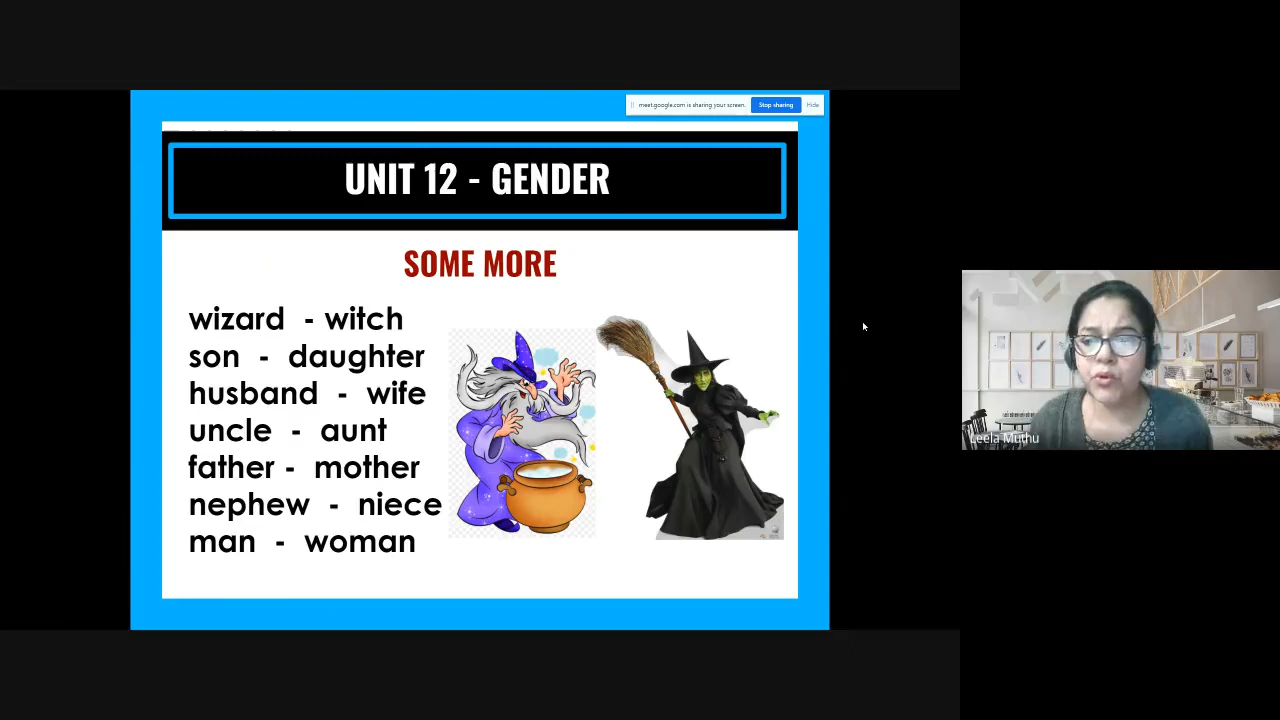 meet.google.com is sharing your screen. Stop sharing Hide
UNIT 12 - GENDER
SOME MORE
wizard - witch
son - daughter
husband - wife
uncle - aunt
father - mother
nephew - niece
man - woman
Leela Muthu